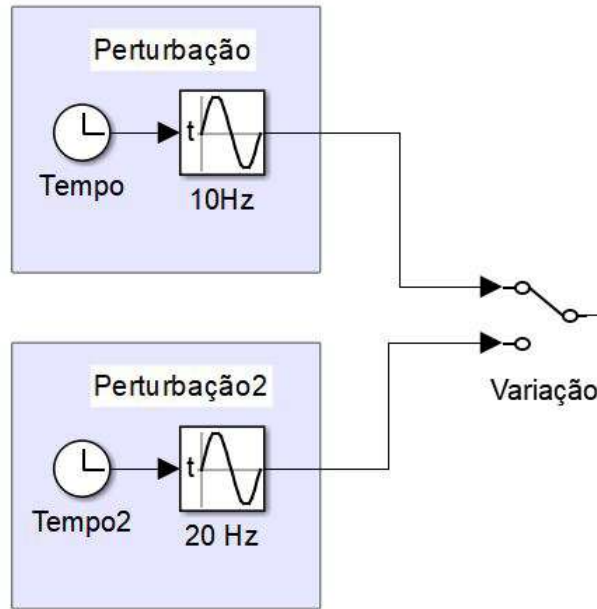 Perturbação
t
Tempo
10Hz
Perturbação2
Variação
t
Tempo2
20 Hz